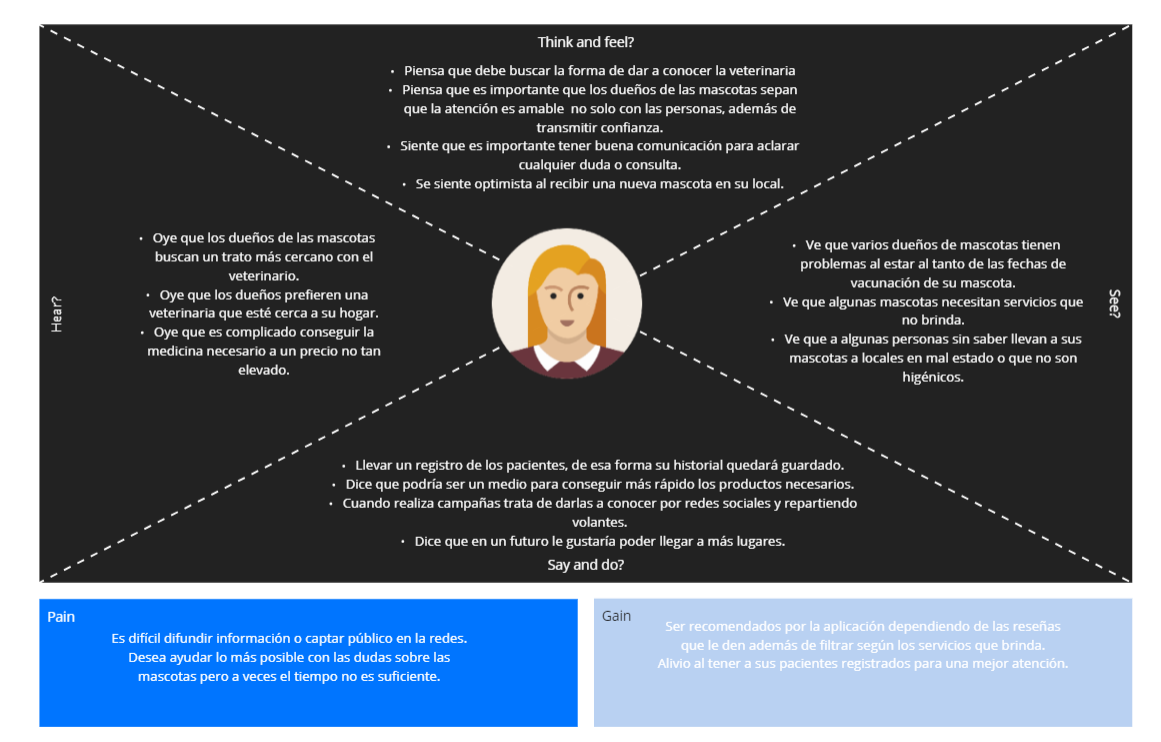 Think and feel?
• Piensa que debe buscar la forma de dar a conocer la veterinaria
• Piensa que es importante que los dueños de las mascotas sepan
que la atención es amable no solo con las personas, además de
transmitir confianza.
• Siente que es importante tener buena comunicación para aclarar
cualquier duda o consulta.
• Se siente optimista al recibir una nueva mascota en su local.
Hear?
• Oye que los dueños de las mascotas
buscan un trato más cercano con el
veterinario.
• Oye que los dueños prefieren una
veterinaria que esté cerca a su hogar.
• Oye que es complicado conseguir la
medicina necesario a un precio no tan
elevado.
• Ve que varios dueños de mascotas tienen
problemas al estar al tanto de las fechas de
vacunación de su mascota.
• Ve que algunas mascotas necesitan servicios que
no brinda.
• Ve que a algunas personas sin saber llevan a sus
mascotas a locales en mal estado o que no son
higénicos.
See?
• Llevar un registro de los pacientes, de esa forma su historial quedará guardado.
• Dice que podría ser un medio para conseguir más rápido los productos necesarios.
• Cuando realiza campañas trata de darlas a conocer por redes sociales y repartiendo
volantes.
• Dice que en un futuro le gustaría poder llegar a más lugares.
Say and do?
Pain
Es difícil difundir información o captar público en la redes.
Desea ayudar lo más posible con las dudas sobre las
mascotas pero a veces el tiempo no es suficiente.
Gain
Ser recomendados por la aplicación dependiendo de las reseñas
que le den además de filtrar según los servicios que brinda.
Alivio al tener a sus pacientes registrados para una mejor atención.